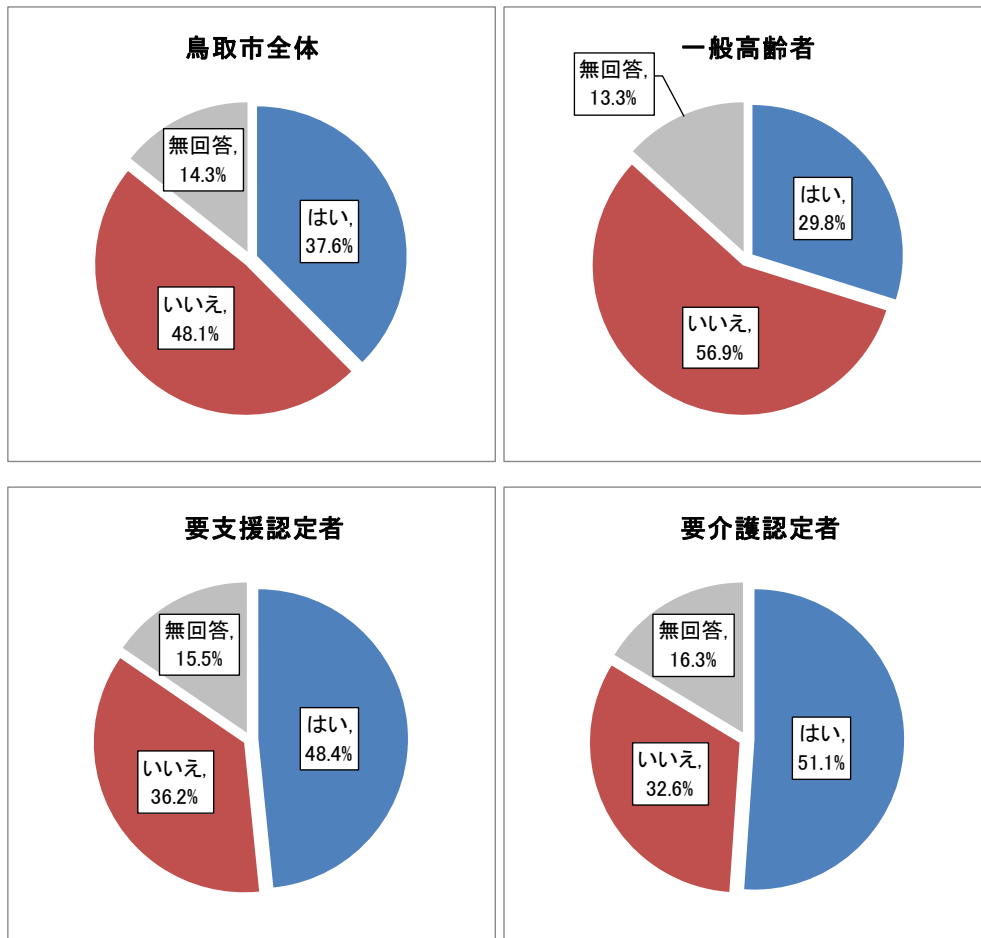 鳥取市全体
無回答,
14.3%
はい,
37.6%
いいえ,
48.1%
一般高齢者
無回答,
13.3%
はい,
29.8%
いいえ,
56.9%
要支援認定者
無回答,
15.5%
はい,
48.4%
いいえ,
36.2%
要介護認定者
無回答,
16.3%
はい,
51.1%
いいえ,
32.6%